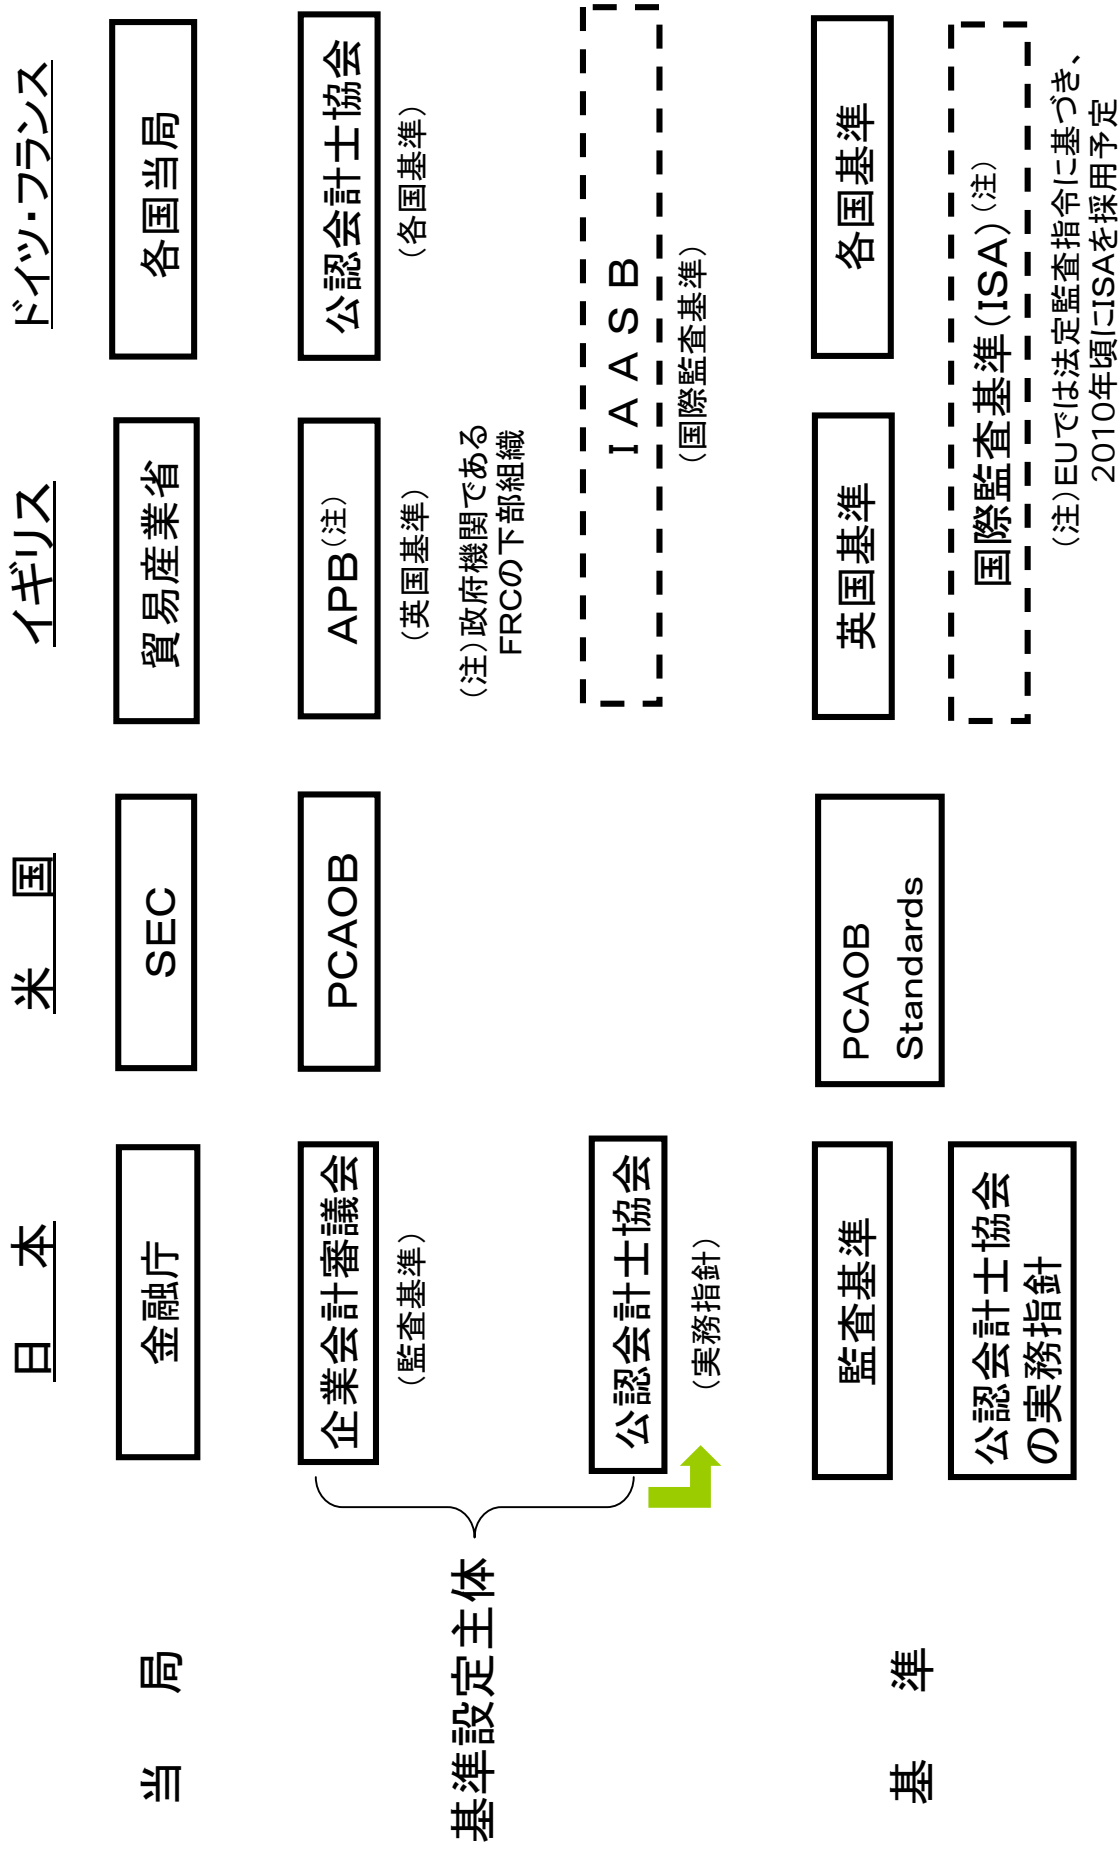 日　本
米　国
イギリス
ドイツ・フランス
当　局
金融庁
SEC
貿易産業省
各国当局
基準設定主体
企業会計審議会
（監査基準）
PCAOB
APB（注）
（英国基準）
（注）政府機関である
FRCの下部組織
公認会計士協会
（各国基準）
公認会計士協会
（実務指針）
ＩＡＡＳＢ
（国際監査基準）
基　準
監査基準
PCAOB
Standards
英国基準
各国基準
公認会計士協会
の実務指針
国際監査基準（ISA）（注）
（注）EUでは法定監査指令に基づき、
2010年頃にISAを採用予定